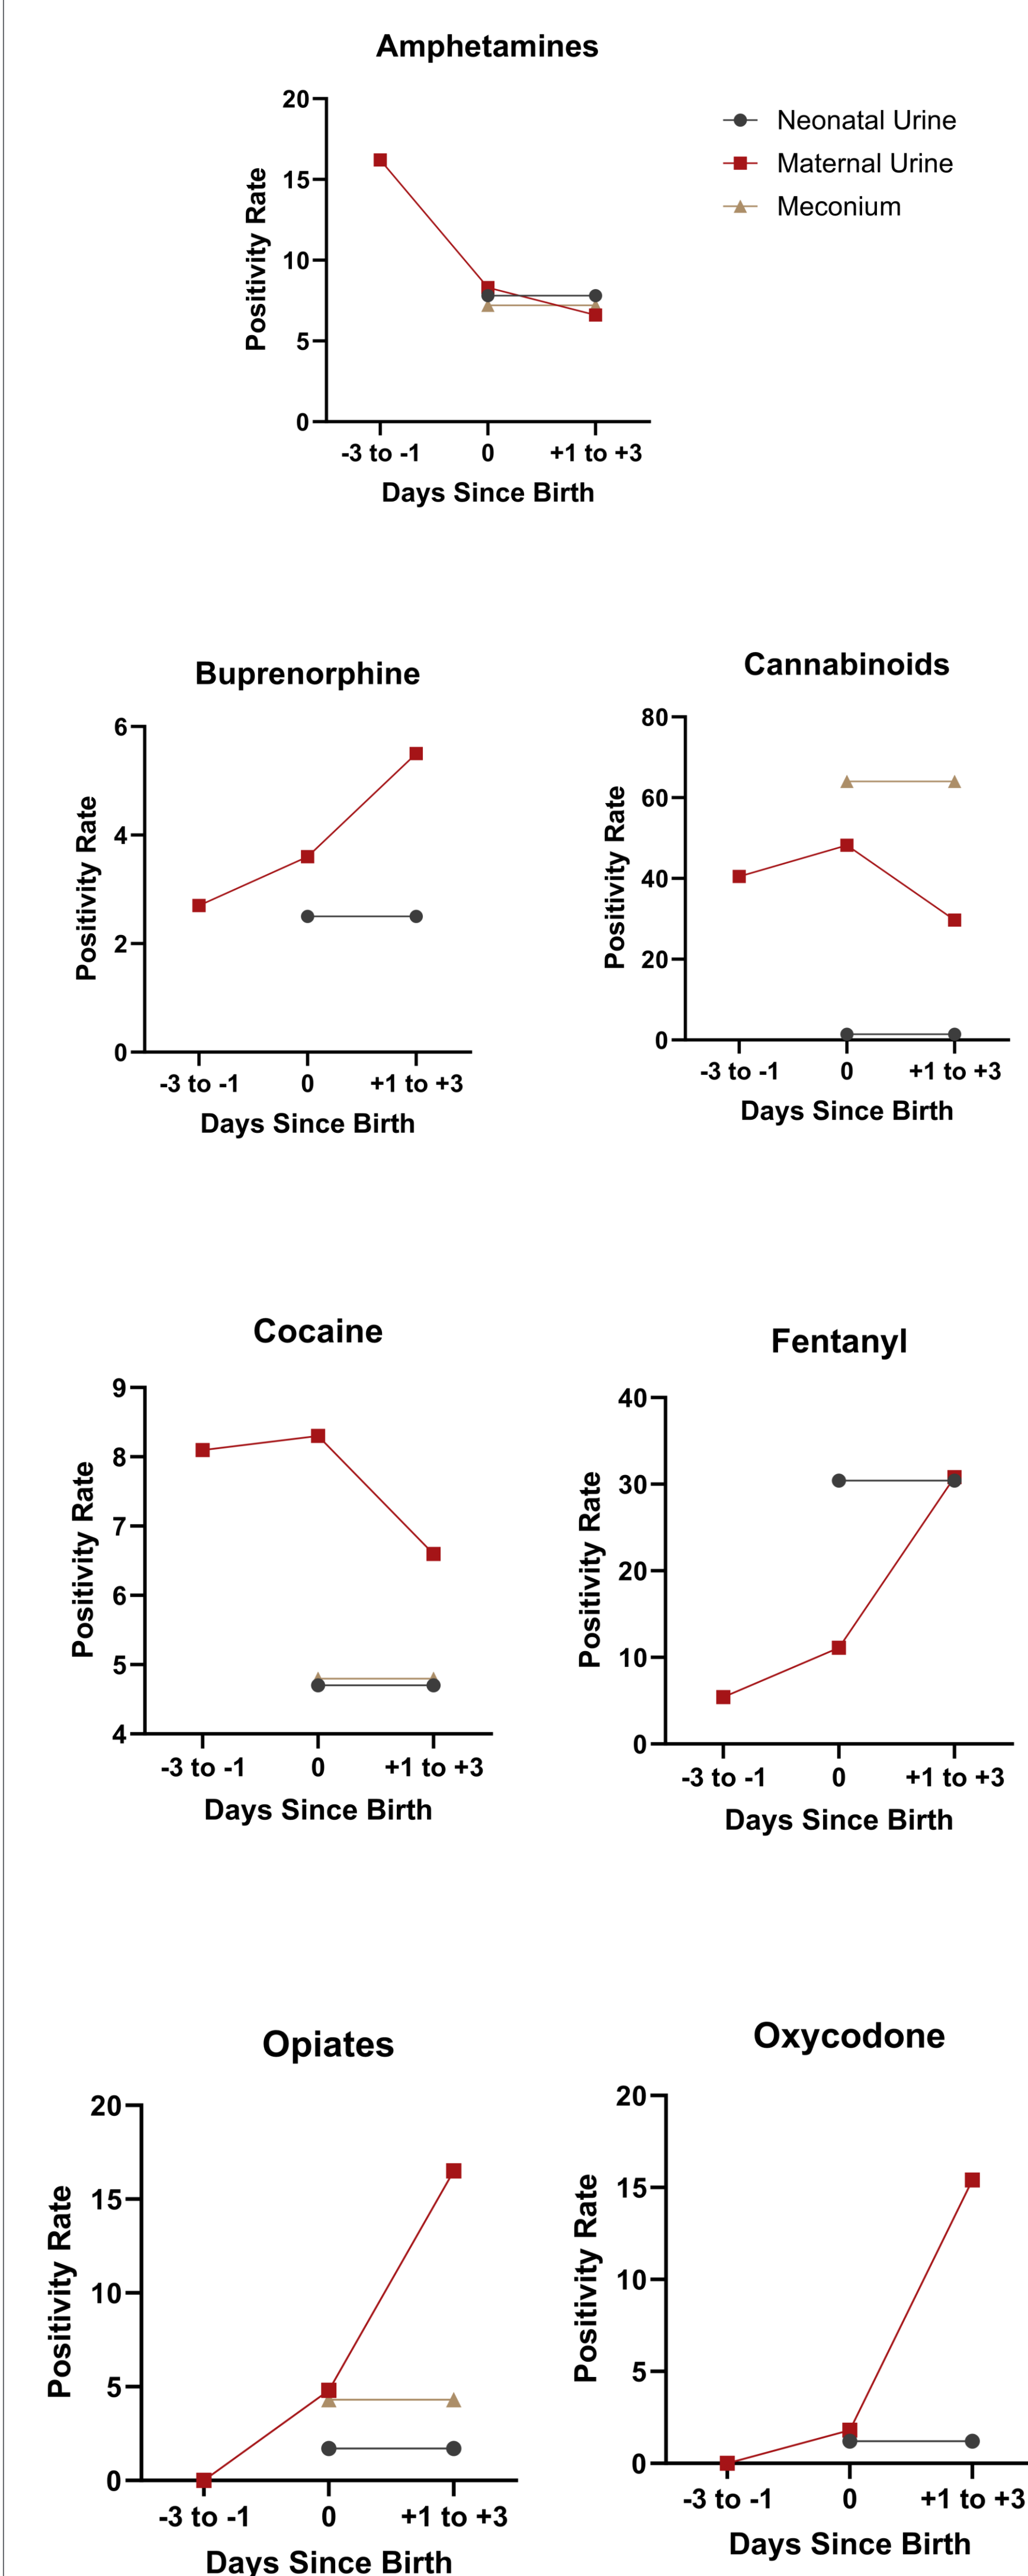 Amphetamines
20
15
10
5
0
Positivity Rate
-3 to -1 0 +1 to +3
Days Since Birth
Neonatal Urine
Maternal Urine
Meconium
Buprenorphine
6
4
2
0
Positivity Rate
-3 to -1 0 +1 to +3
Days Since Birth
Cannabinoids
80
60
40
20
0
Positivity Rate
-3 to -1 0 +1 to +3
Days Since Birth
Cocaine
9
8
7
6
5
4
Positivity Rate
-3 to -1 0 +1 to +3
Days Since Birth
Fentanyl
40
30
20
10
0
Positivity Rate
-3 to -1 0 +1 to +3
Days Since Birth
Opiates
20
15
10
5
0
Positivity Rate
-3 to -1 0 +1 to +3
Days Since Birth
Oxycodone
20
15
10
5
0
Positivity Rate
-3 to -1 0 +1 to +3
Days Since Birth